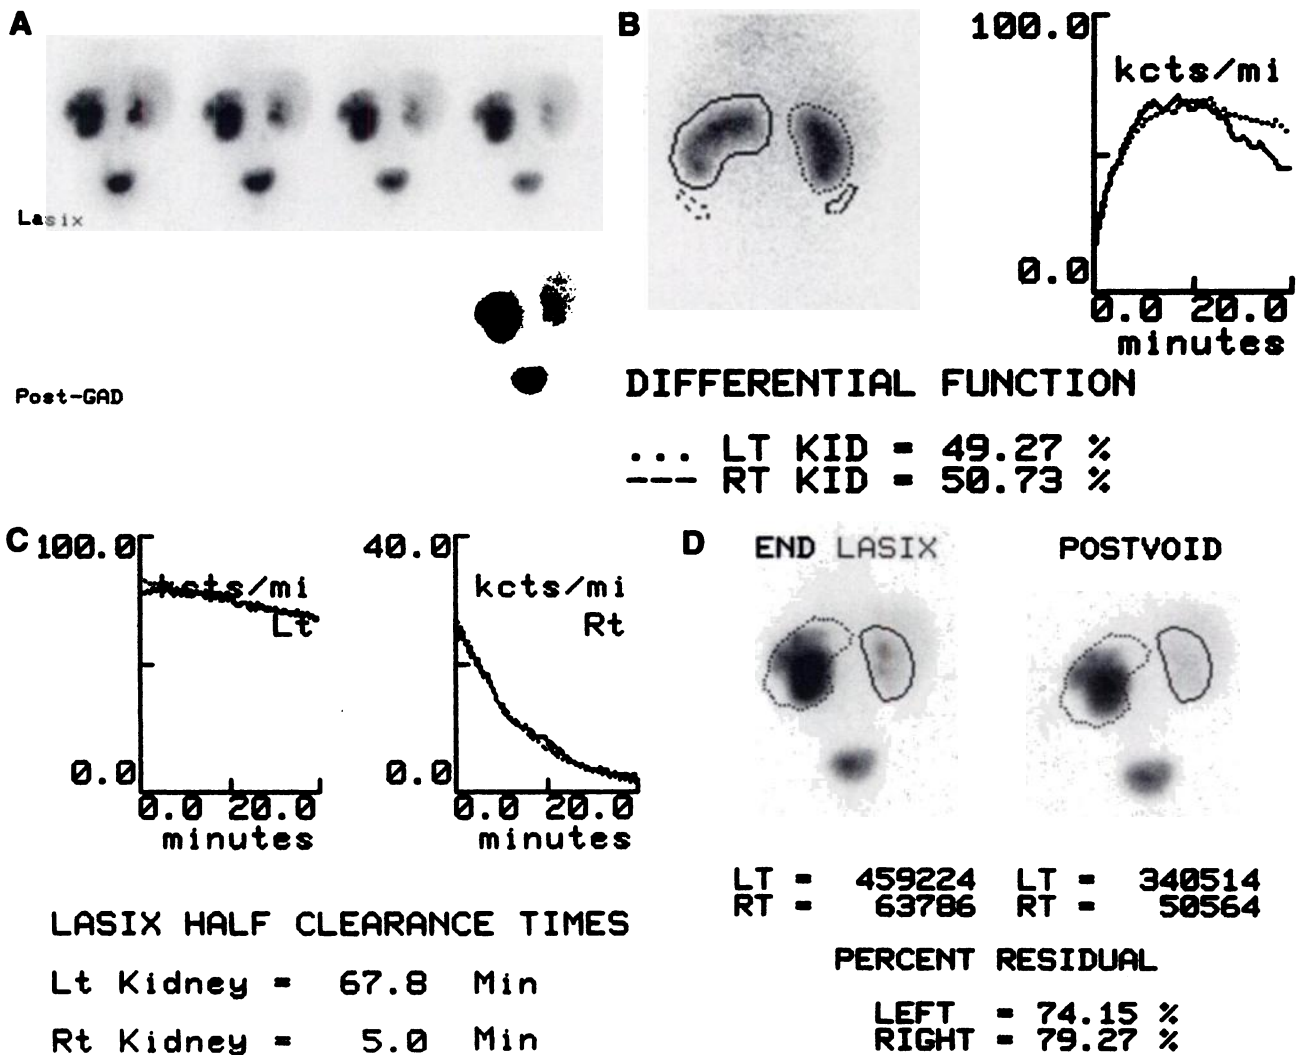 A
Lasix
Post-GAD
B
100.0
kcts/mi
0.0
0.0 20.0
minutes
DIFFERENTIAL FUNCTION
... LT KID = 49.27 %
--- RT KID = 50.73 %
C
100.0
kcts/mi
Lt
0.0
0.0 20.0
minutes
40.0
kcts/mi
Rt
0.0
0.0 20.0
minutes
LASIX HALF CLEARANCE TIMES
Lt Kidney = 67.8 Min
Rt Kidney = 5.0 Min
D
END LASIX POSTVOID
LT = 459224 LT = 340514
RT = 63786 RT = 50564
PERCENT RESIDUAL
LEFT = 74.15 %
RIGHT = 79.27 %